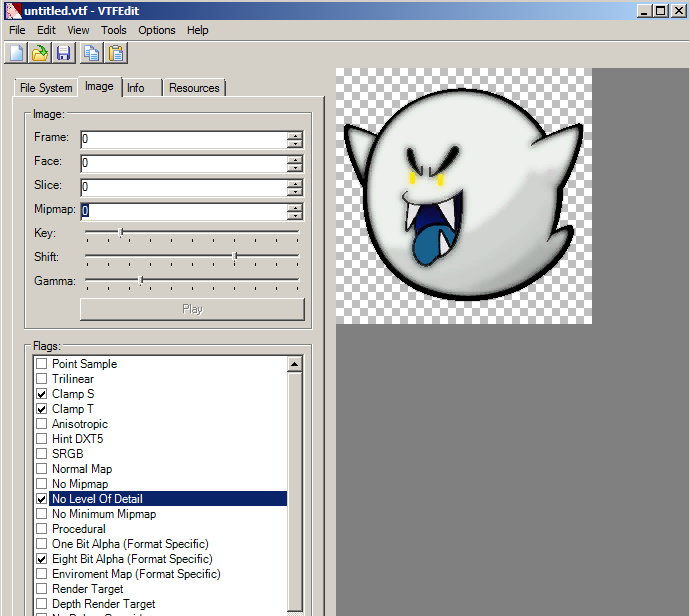 untitled.vtf - VTFEdit
File Edit View Tools Options Help
File System Image Info Resources
Image:
Frame: 0
Face: 0
Slice: 0
Mipmap: 0
Key:
Shift:
Gamma:
Play
Flags:
Point Sample
Trilinear
Clamp S
Clamp T
Anisotropic
Hint DXT5
SRGB
Normal Map
No Mipmap
No Level Of Detail
No Minimum Mipmap
Procedural
One Bit Alpha (Format Specific)
Eight Bit Alpha (Format Specific)
Enviroment Map (Format Specific)
Render Target
Depth Render Target